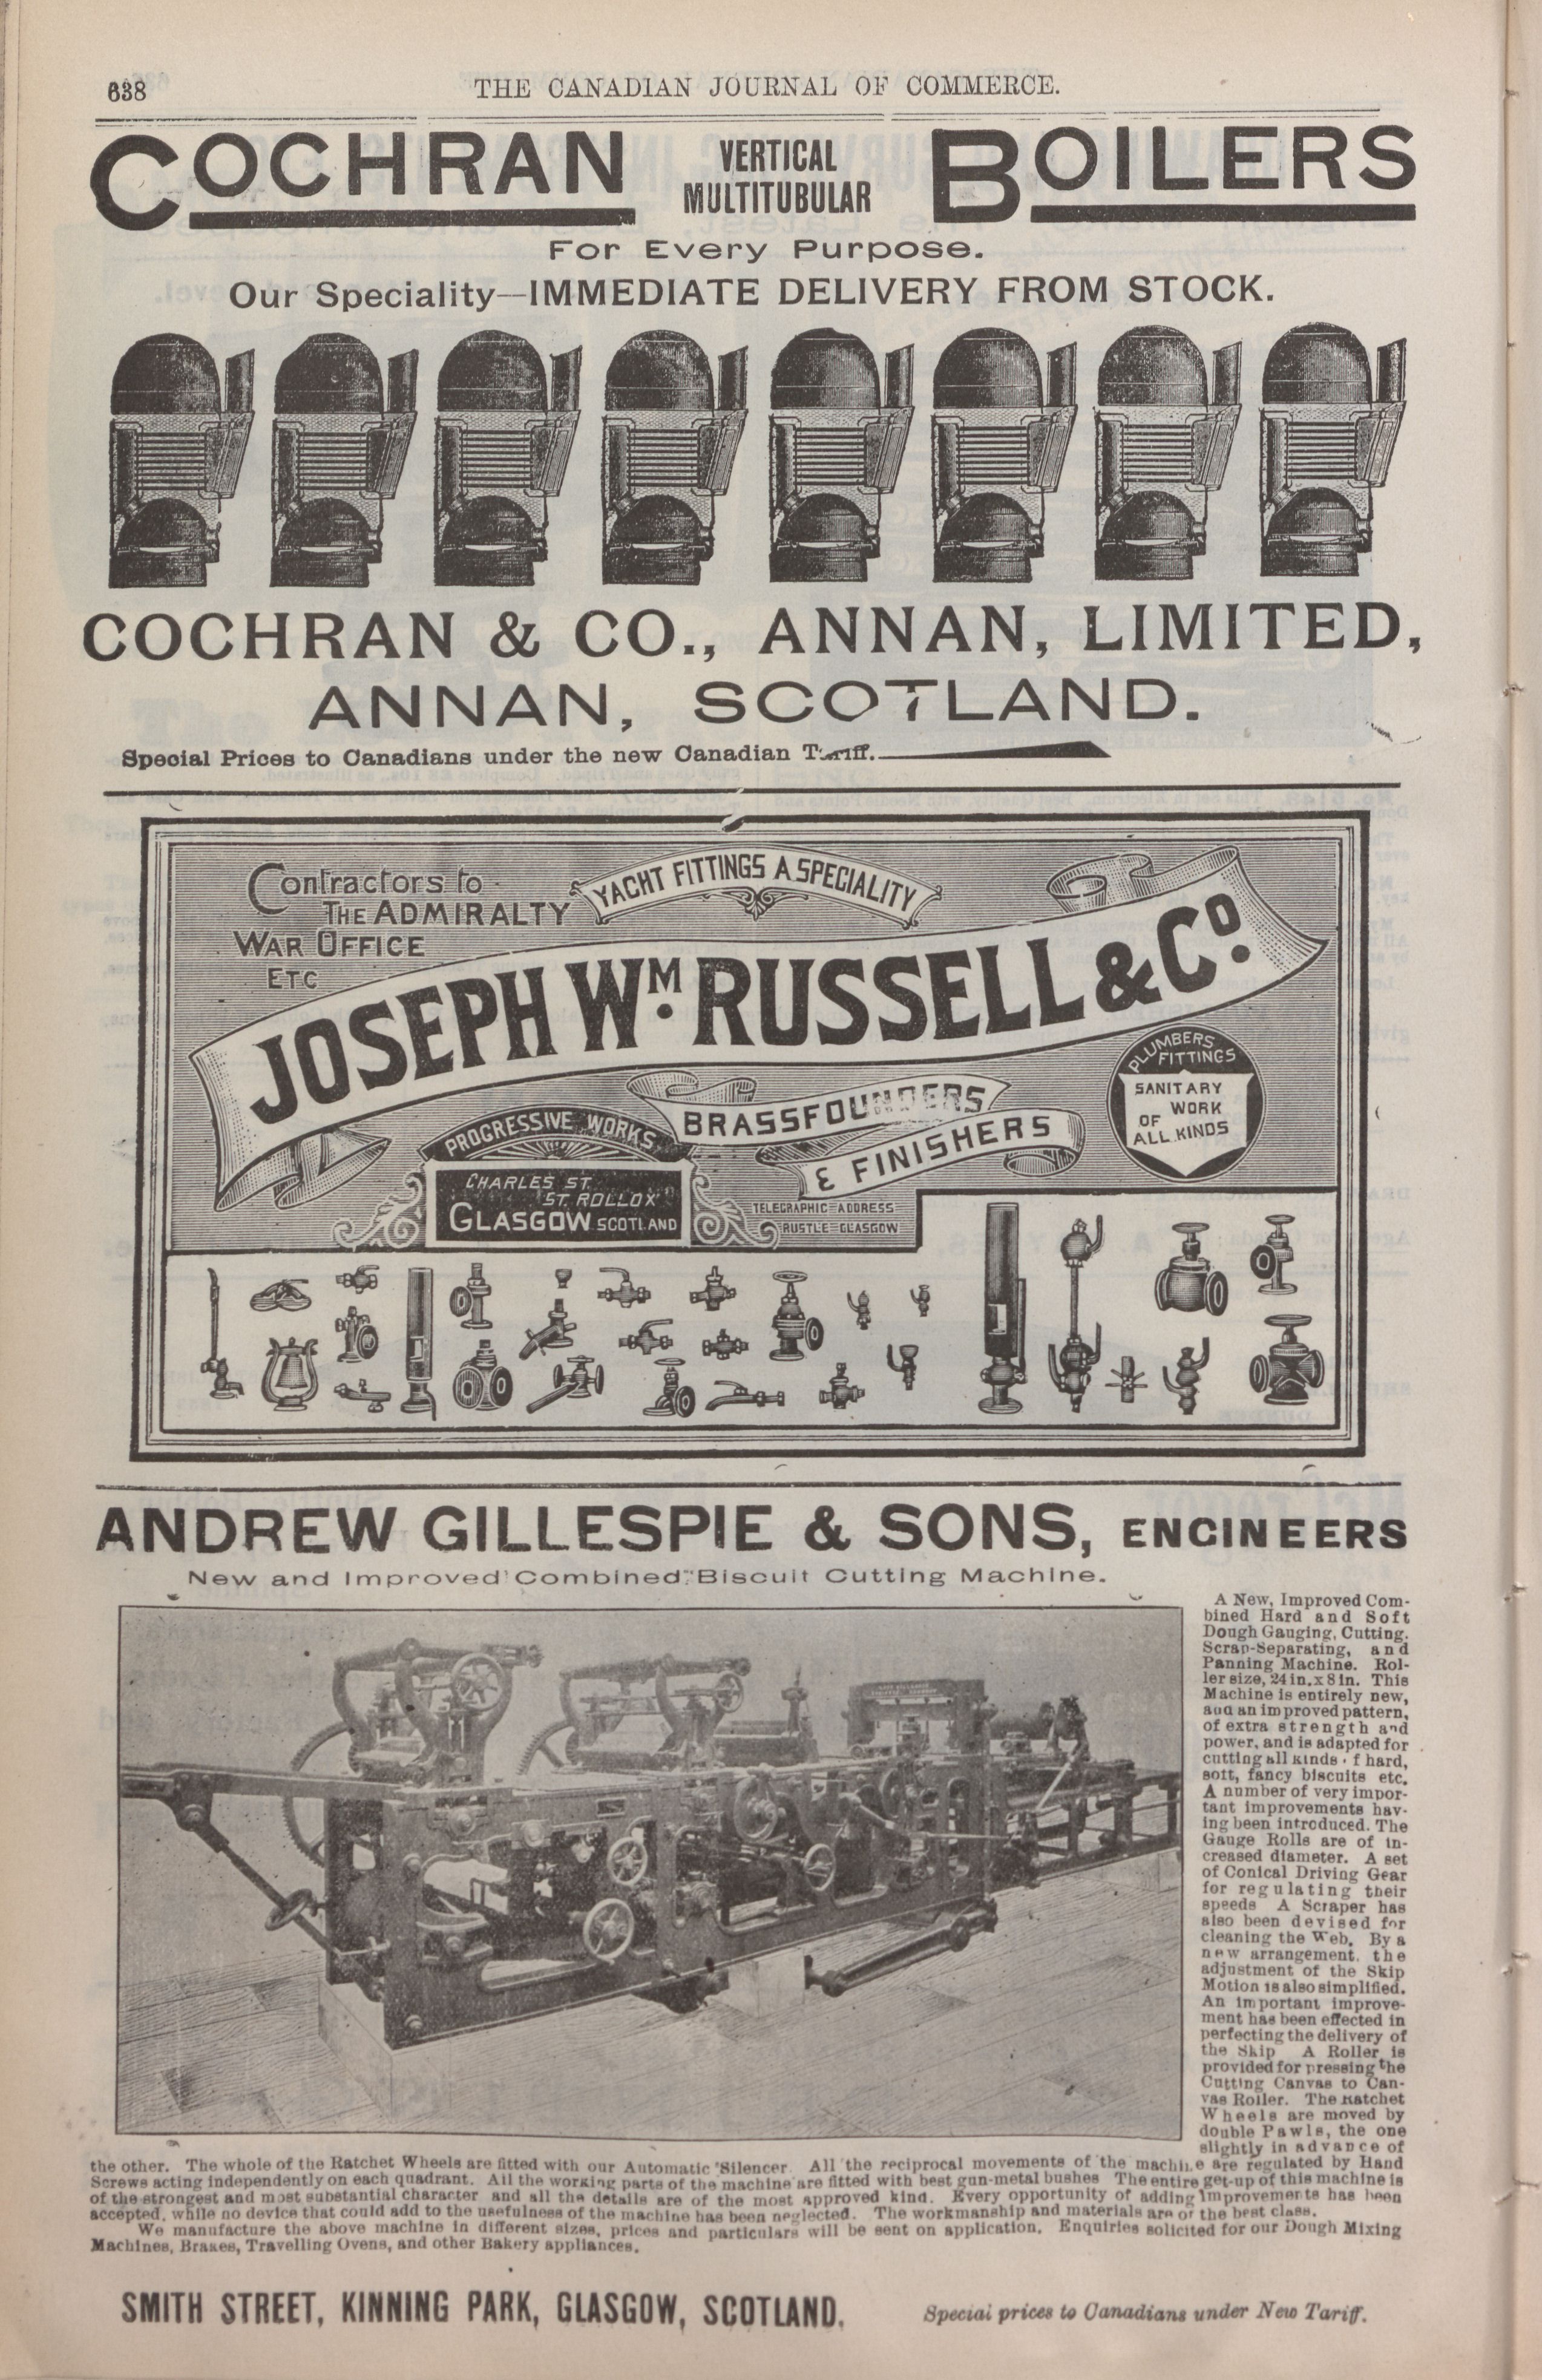 638
THE CANADIAN JOURNAL OF COMMERCE.
COCHRAN VERTICAL MULTITUBULAR BOILERS
For Every Purpose.
Our Speciality—IMMEDIATE DELIVERY FROM STOCK.
COCHRAN & CO., ANNAN, LIMITED,
ANNAN, SCOTLAND.
Special Prices to Canadians under the new Canadian Tariff.
Contractors to
THE ADMIRALTY
WAR OFFICE
ETC
YACHT FITTINGS A SPECIALITY
JOSEPH WM. RUSSELL & CO.
PLUMBERS
FITTINGS
SANITARY
WORK
OF
ALL KINDS
BRASSFOUNDERS
& FINISHERS
PROGRESSIVE WORKS,
CHARLES ST.
ST. ROLLOX
GLASGOW SCOTLAND
TELEGRAPHIC ADDRESS
RUSTLE-GLASGOW
ANDREW GILLESPIE & SONS, ENGINEERS
New and Improved Combined Biscuit Cutting Machine.
A New, Improved Com-
bined Hard and Soft
Dough Gauging, Cutting.
Scrap-Separating, and
Panning Machine. Rol-
ler size, 24in.x8in. This
Machine is entirely new,
and an improved pattern,
of extra strength and
power, and is adapted for
cutting all kinds of hard,
soft, fancy biscuits etc.
A number of very impor-
tant improvements hav-
ing been introduced. The
Gauge Rolls are of in-
creased diameter. A set
of Conical Driving Gear
for regulating their
speeds A Scraper has
also been devised for
cleaning the Web. By a
new arrangement, the
adjustment of the Skip
Motion is also simplified.
An important improve-
ment has been effected in
perfecting the delivery of
the Skip A Roller is
provided for pressing the
Cutting Canvas to Can-
vas Roller. The Ratchet
Wheels are moved by
double Pawls, the one
slightly in advance of
the other. The whole of the Ratchet Wheels are fitted with our Automatic Silencer. All the reciprocal movements of the machine are regulated by Hand
Screws acting independently on each quadrant. All the working parts of the machine are fitted with best gun-metal bushes The entire get-up of this machine is
of the strongest and most substantial character and all the details are of the most approved kind. Every opportunity of adding improvements has been
accepted, while no device that could add to the usefulness of the machine has been neglected. The workmanship and materials are of the best class.
We manufacture the above machine in different sizes, prices and particulars will be sent on application. Enquiries solicited for our Dough Mixing
Machines, Brakes, Travelling Ovens, and other Bakery appliances.
SMITH STREET, KINNING PARK, GLASGOW, SCOTLAND.
Special prices to Canadians under New Tariff.